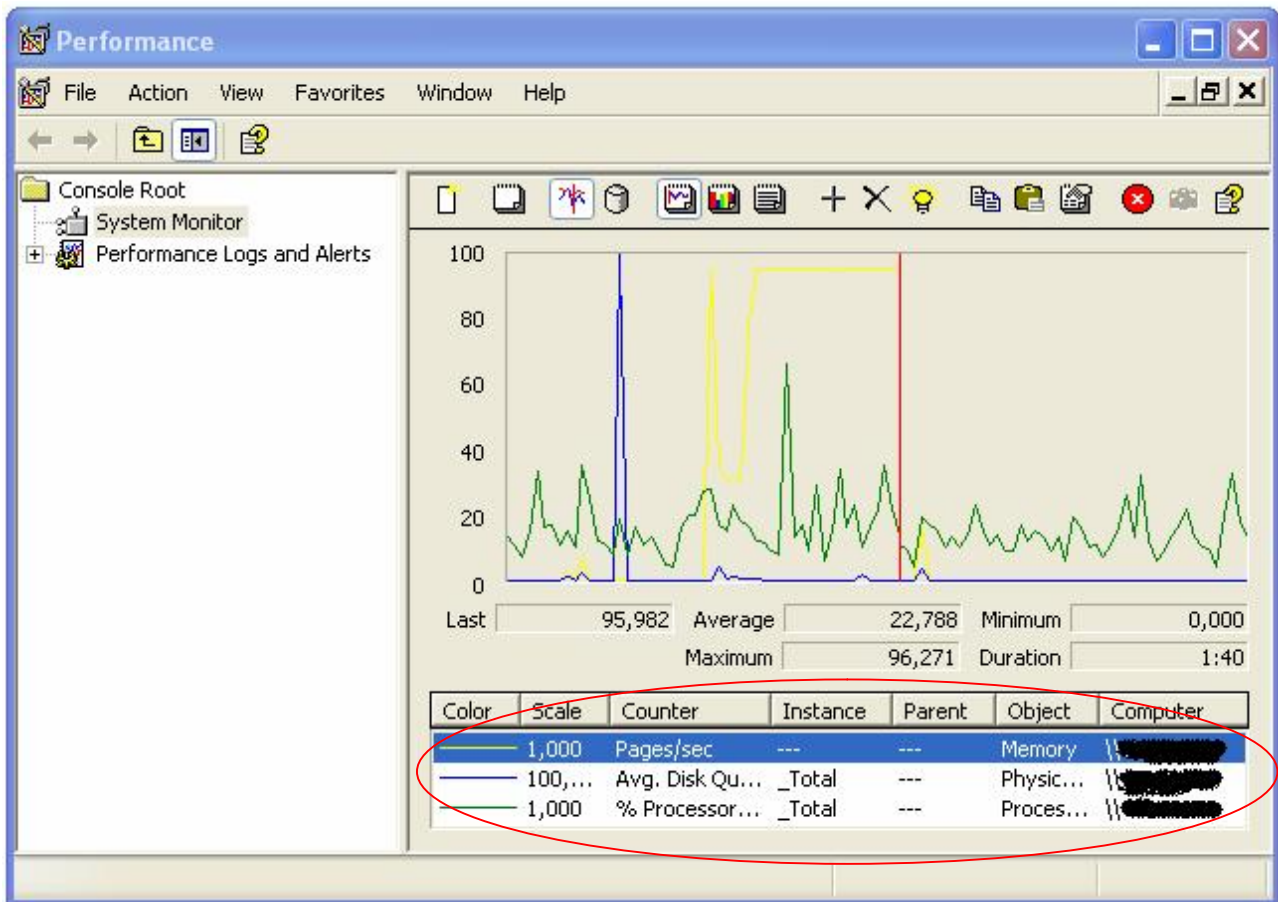 Performance
File Action View Favorites Window Help
Console Root
System Monitor
Performance Logs and Alerts
100
80
60
40
20
0
Last 95,982 Average 22,788 Minimum 0,000
Maximum 96,271 Duration 1:40
Color Scale Counter Instance Parent Object Computer
1,000 Pages/sec --- --- Memory \\
100,... Avg. Disk Qu... _Total --- Physic... \\
1,000 % Processor... _Total --- Proces... \\